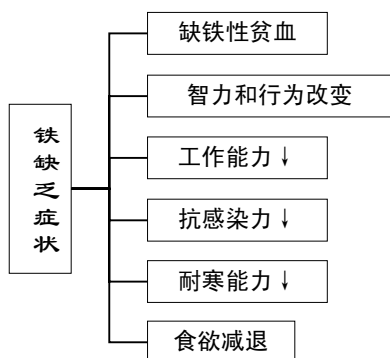 铁缺乏症状
缺铁性贫血
智力和行为改变
工作能力↓
抗感染力↓
耐寒能力↓
食欲减退